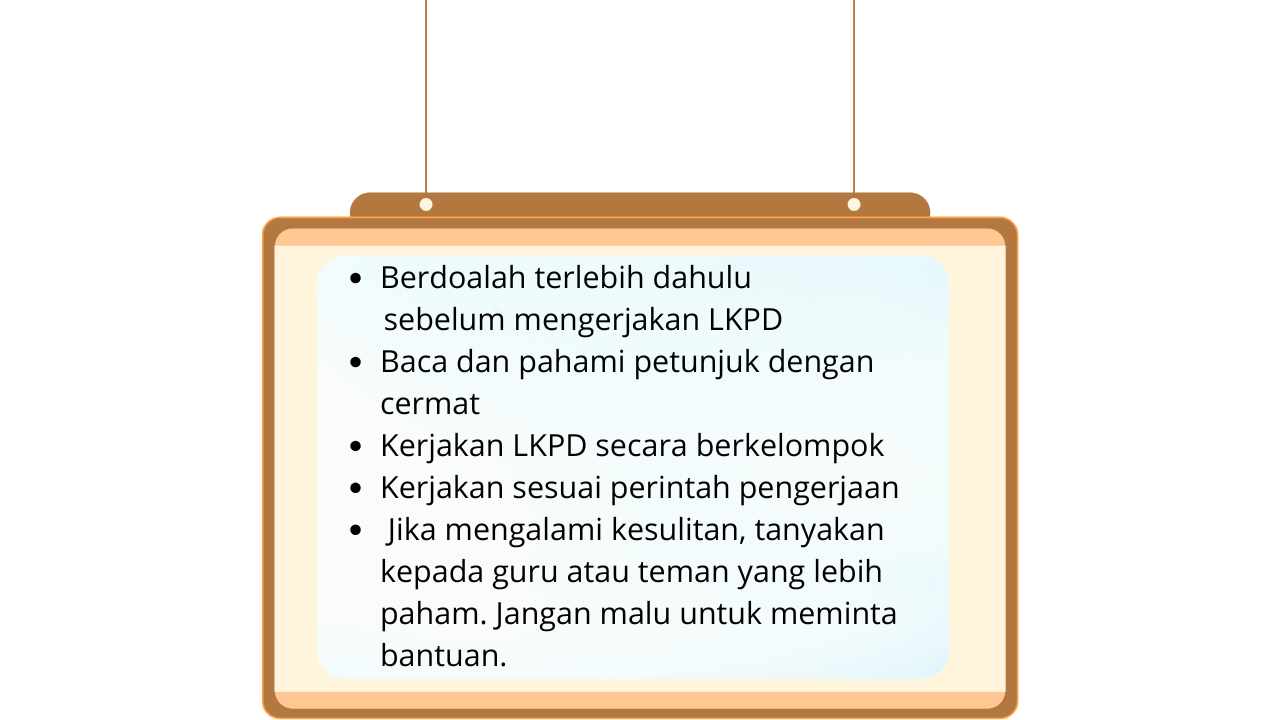 • Berdoalah terlebih dahulu
sebelum mengerjakan LKPD
• Baca dan pahami petunjuk dengan
cermat
• Kerjakan LKPD secara berkelompok
• Kerjakan sesuai perintah pengerjaan
• Jika mengalami kesulitan, tanyakan
kepada guru atau teman yang lebih
paham. Jangan malu untuk meminta
bantuan.